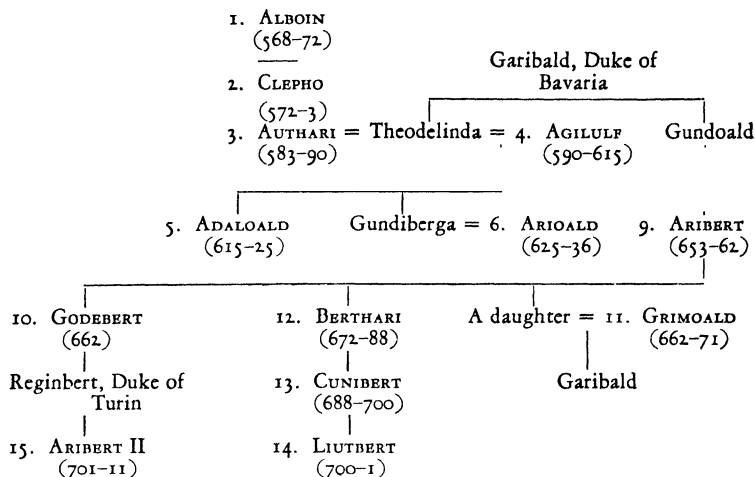 1. ALBOIN
(568-72)
Garibald, Duke of
Bavaria
2. CLEPHO
(572-3)
3. AUTHARI = Theodelinda = 4. AGILULF Gundoald
(583-90) (590-615)
5. ADALOALD Gundiberga = 6. ARIOALD 9. ARIBERT
(615-25) (625-36) (653-62)
10. GODEBERT 12. BERTHARI A daughter = 11. GRIMOALD
(662) (672-88) (662-71)
Reginbert, Duke of 13. CUNIBERT Garibald
Turin (688-700)
15. ARIBERT II 14. LIUTBERT
(701-11) (700-1)